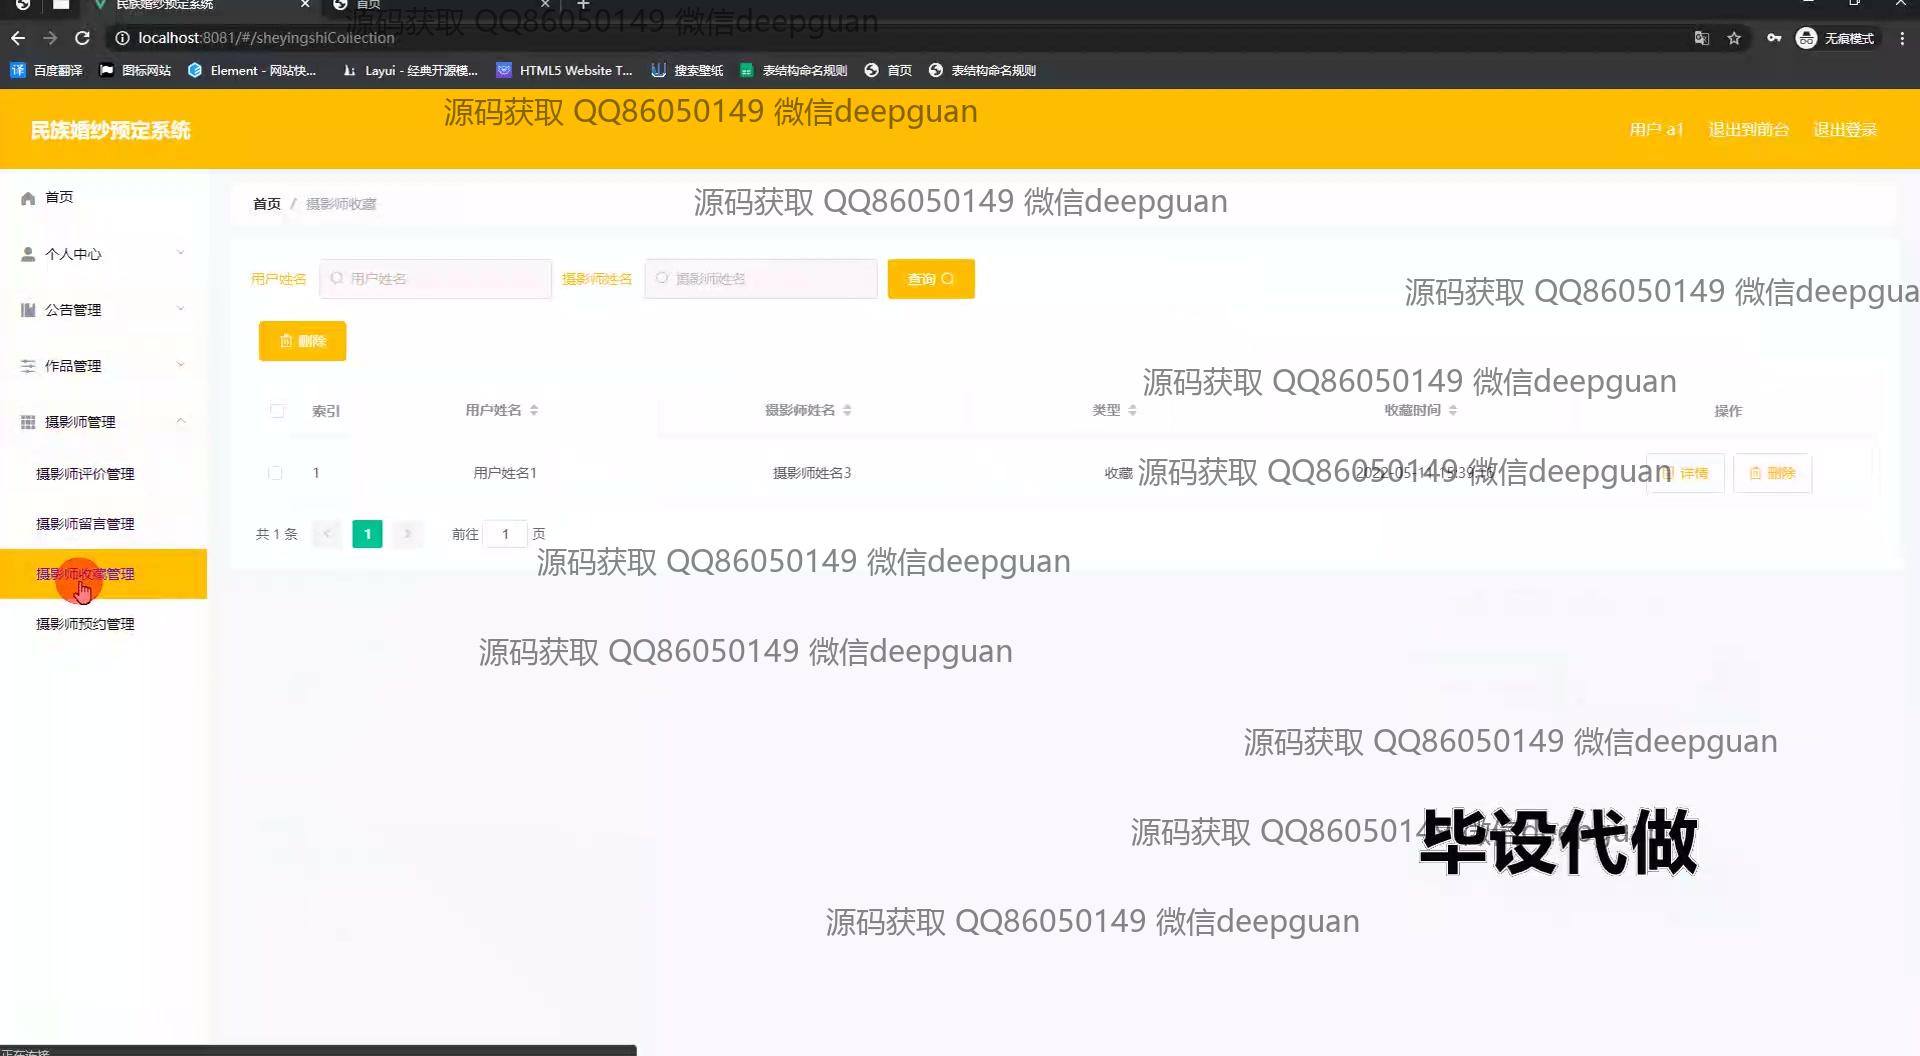 民族婚纱预定系统
首页
源码获取 QQ86050149 微信deepguan
localhost:8081/#/sheyingshiCollection
无痕模式
百度翻译
图标网站
Element - 网站快...
Layui - 经典开源模...
HTML5 Website T...
搜索壁纸
表结构命名规则
首页
表结构命名规则
源码获取 QQ86050149 微信deepguan
民族婚纱预定系统
用户 a1
退出到前台
退出登录
首页
个人中心
公告管理
作品管理
摄影师管理
摄影师评价管理
摄影师留言管理
摄影师收藏管理
摄影师预约管理
首页 / 摄影师收藏
源码获取 QQ86050149 微信deepguan
用户姓名 用户姓名 摄影师姓名 摄影师姓名 查询
源码获取 QQ86050149 微信deepgua
删除
源码获取 QQ86050149 微信deepguan
索引 用户姓名 摄影师姓名 类型 收藏时间 操作
1 用户姓名1 摄影师姓名3 收藏 2022-05-14 15:39:16 详情 删除
源码获取 QQ86050149 微信deepguan
共 1 条 1 前往 1 页
源码获取 QQ86050149 微信deepguan
源码获取 QQ86050149 微信deepguan
源码获取 QQ86050149 微信deepguan
源码获取 QQ86050149
毕设代做
源码获取 QQ86050149 微信deepguan
正在连接